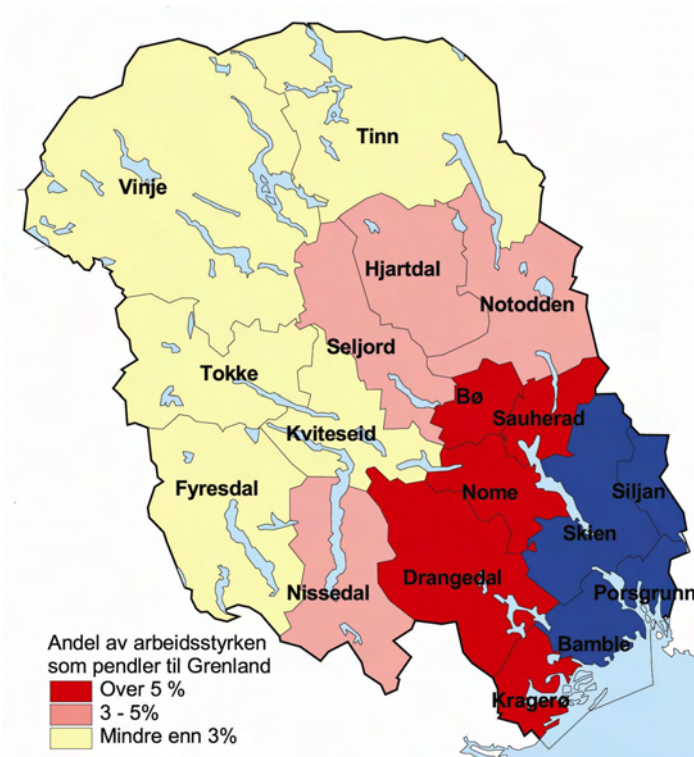 Tinn
Vinje
Hjartdal
Notodden
Seljord
Tokke
Bø
Sauherad
Kviteseid
Fyresdal
Nome
Siljan
Skien
Nissedal
Drangedal
Porsgrunn
Bamble
Kragerø
Andel av arbeidsstyrken
som pendler til Grenland
Over 5 %
3 - 5%
Mindre enn 3%